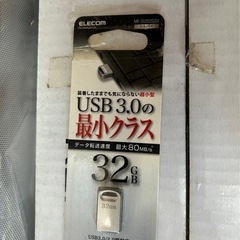 ELECOM
装着したままでも気にならない超小型
USB3.0の
最小クラス
データ転送速度 最大80MB/s
32GB
32GB